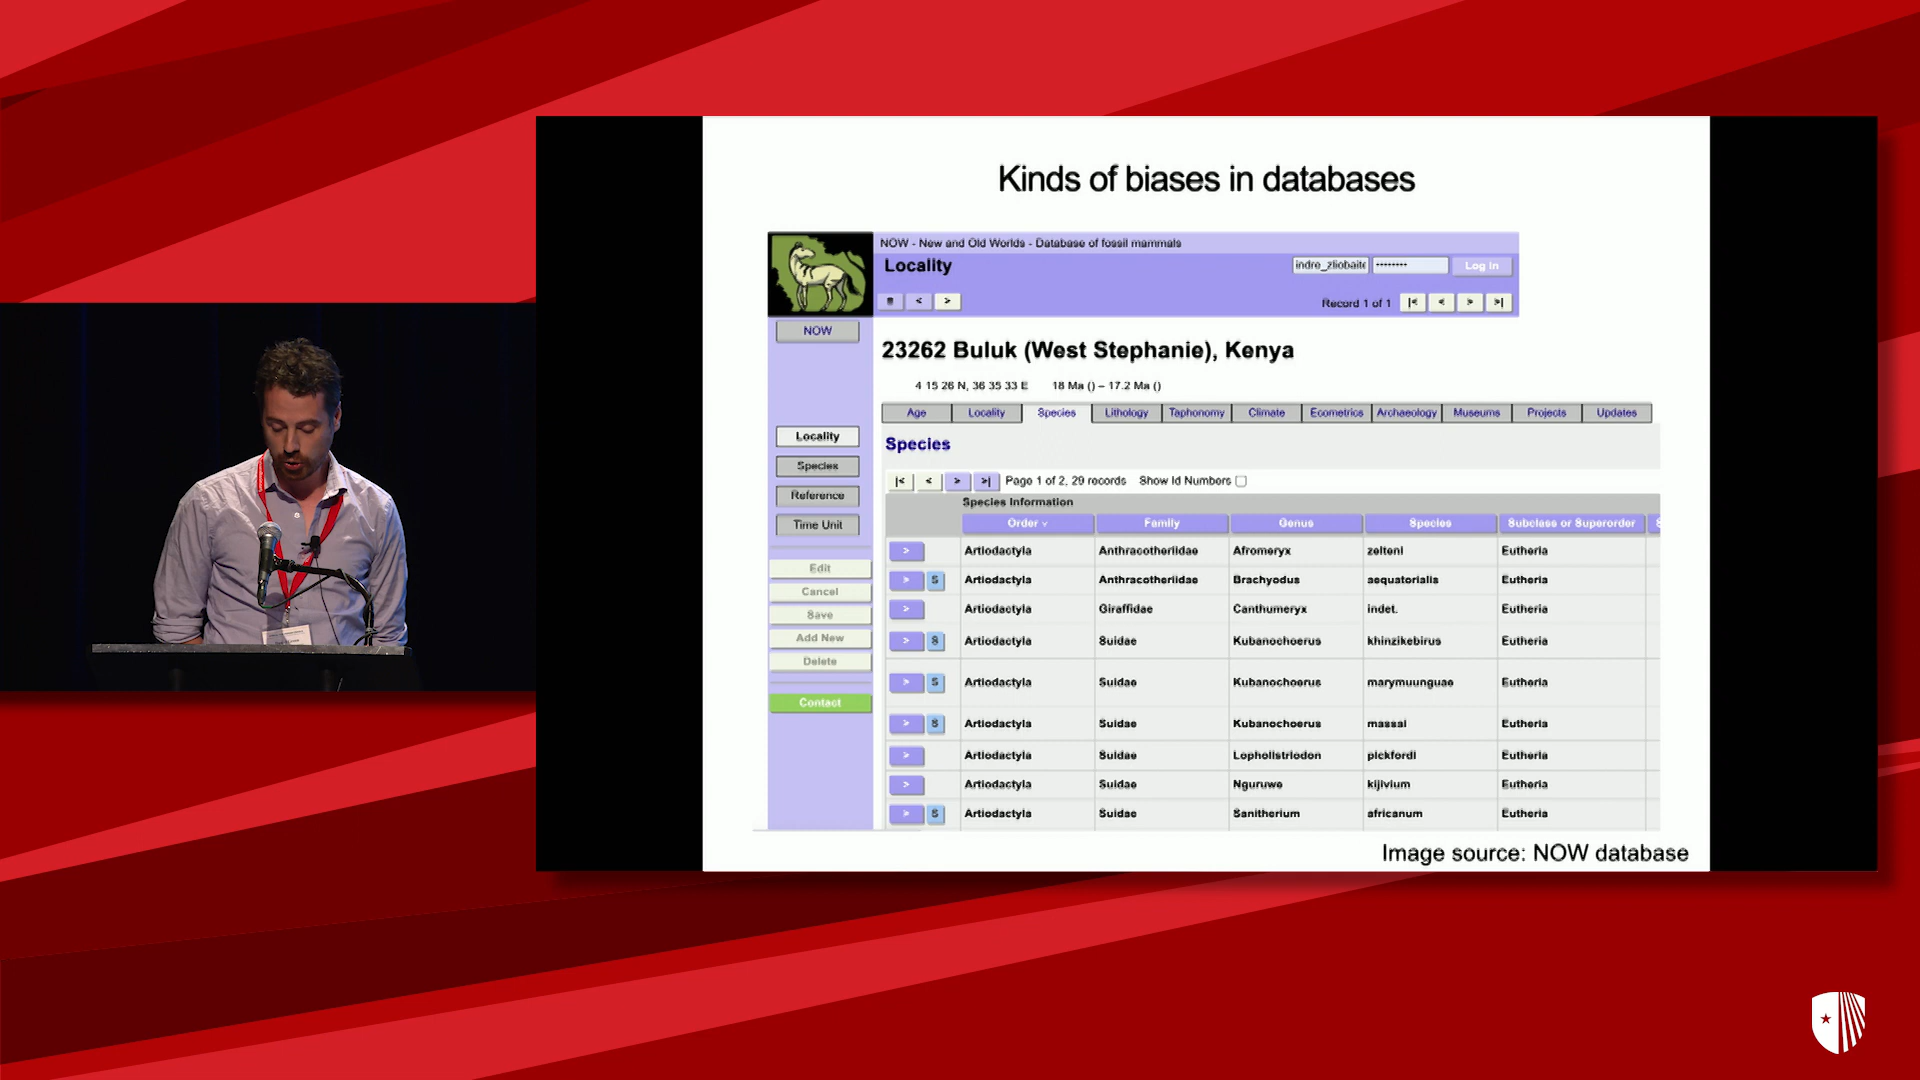 Kinds of biases in databases
NOW - New and Old Worlds - Database of fossil mammals
Locality
indre_zliobaite
••••••••
Log In
< >
Record 1 of 1 |< < > >|
NOW
23262 Buluk (West Stephanie), Kenya
4 15 26 N, 36 35 33 E 18 Ma () – 17.2 Ma ()
Age Locality Species Lithology Taphonomy Climate Ecometrics Archaeology Museums Projects Updates
Locality
Species
Reference
Time Unit
Edit
Cancel
Save
Add New
Delete
Contact
Species
|< < > >| Page 1 of 2, 29 records Show Id Numbers
Species Information
Order v Family Genus Species Subclass or Superorder S
> Artiodactyla Anthracotheriidae Afromeryx zelteni Eutheria
> S Artiodactyla Anthracotheriidae Brachyodus aequatorialis Eutheria
> Artiodactyla Giraffidae Canthumeryx indet. Eutheria
> S Artiodactyla Suidae Kubanochoerus khinzikebirus Eutheria
> S Artiodactyla Suidae Kubanochoerus marymuunguae Eutheria
> S Artiodactyla Suidae Kubanochoerus massai Eutheria
> Artiodactyla Suidae Lopholistriodon pickfordi Eutheria
> Artiodactyla Suidae Nguruwe kijivium Eutheria
> S Artiodactyla Suidae Sanitherium africanum Eutheria
Image source: NOW database